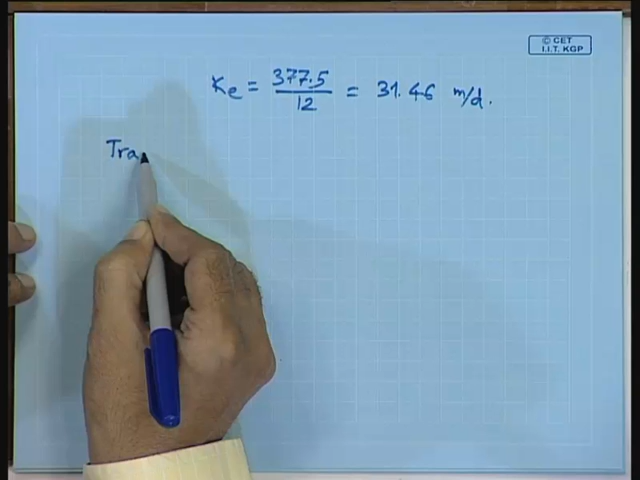 © CET
I.I.T. KGP
Ke = 377.5 / 12 = 31.46 m/d.
Tra